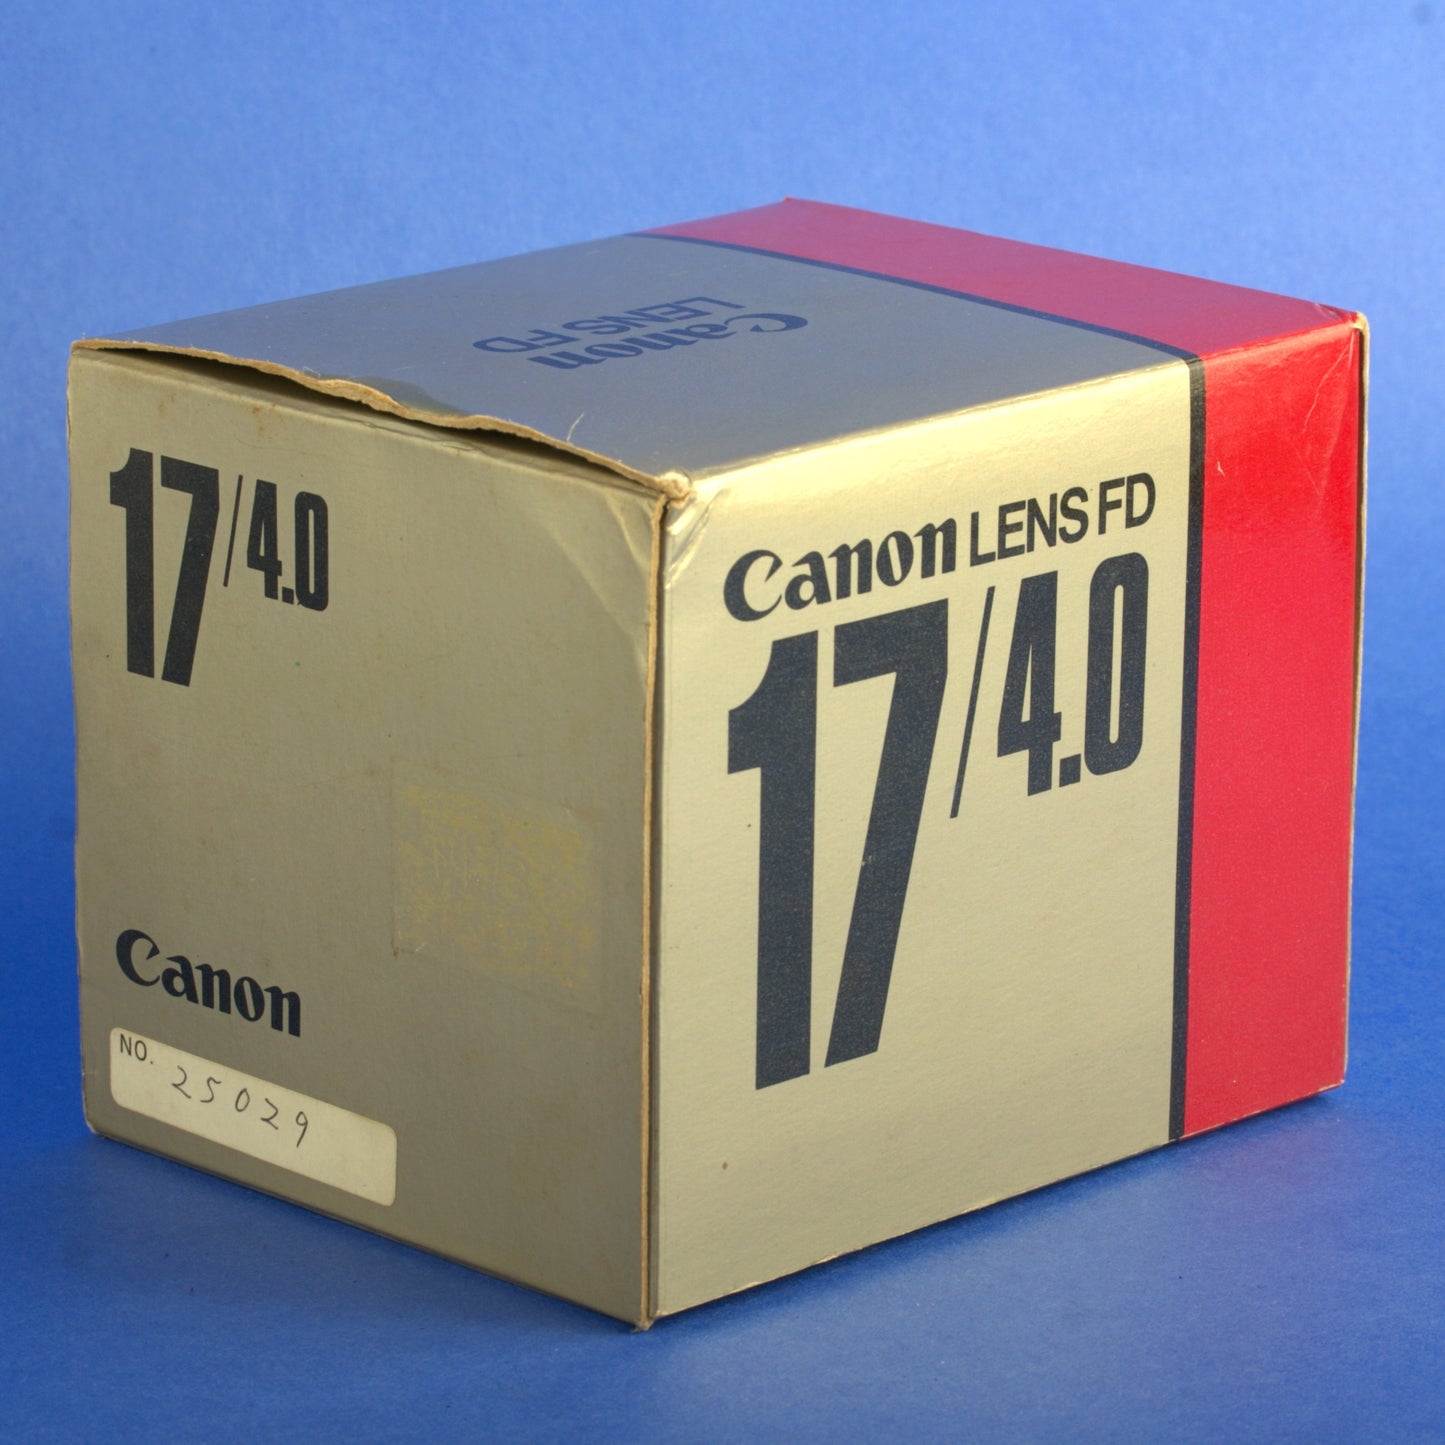 Canon
LENS FD
17/4.0
Canon
NO. 25029
Canon LENS FD
17/4.0